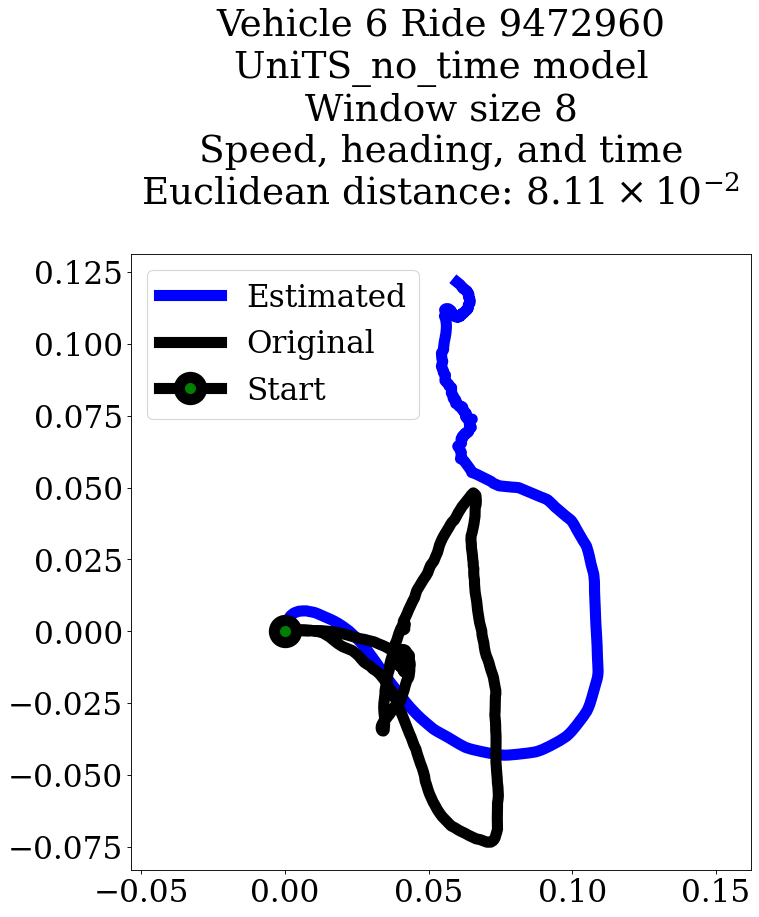 Vehicle 6 Ride 9472960
UniTS_no_time model
Window size 8
Speed, heading, and time
Euclidean distance: 8.11 × 10⁻²
Estimated
Original
Start
0.125
0.100
0.075
0.050
0.025
0.000
−0.025
−0.050
−0.075
−0.05 0.00 0.05 0.10 0.15